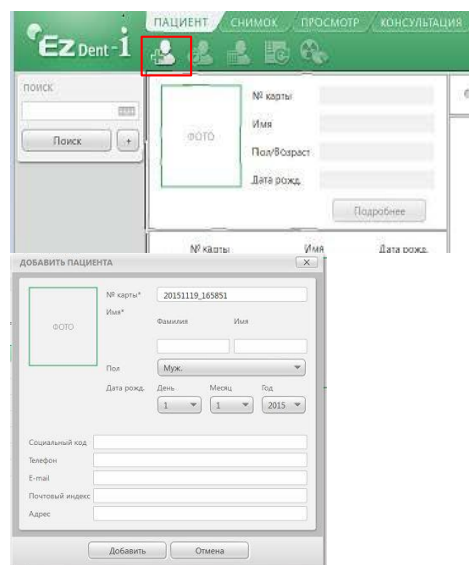 ПАЦИЕНТ СНИМОК ПРОСМОТР КОНСУЛЬТАЦИЯ
Ez Dent-i
ПОИСК
Поиск +
ФОТО
№ карты
Имя
Пол/Возраст
Дата рожд.
Подробнее
№ карты Имя Дата рожд.
ДОБАВИТЬ ПАЦИЕНТА X
ФОТО
№ карты* 20151119_165851
Имя*
Фамилия Имя
Пол Муж.
Дата рожд. День Месяц Год
1 1 2015
Социальный код
Телефон
E-mail
Почтовый индекс
Адрес
Добавить Отмена